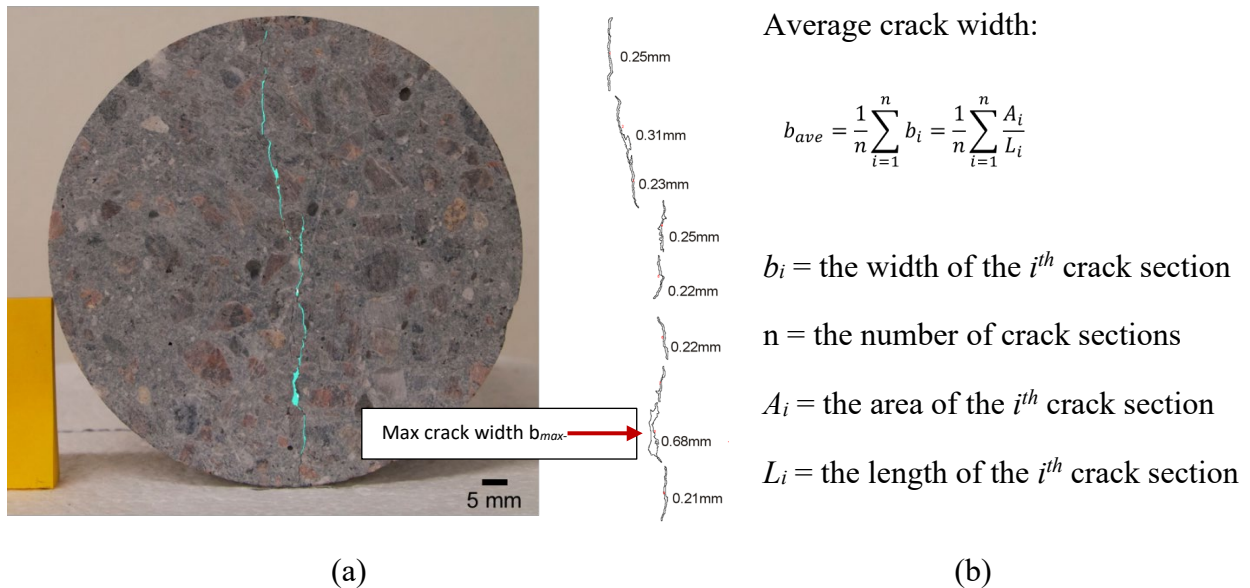 Average crack width:
0.25mm
0.31mm
b_ave = 1/n ∑_{i=1}^{n} b_i = 1/n ∑_{i=1}^{n} A_i/L_i
0.23mm
0.25mm
b_i = the width of the i^th crack section
0.22mm
n = the number of crack sections
0.22mm
A_i = the area of the i^th crack section
Max crack width b_max-
0.68mm
L_i = the length of the i^th crack section
5 mm
0.21mm
(a)
(b)